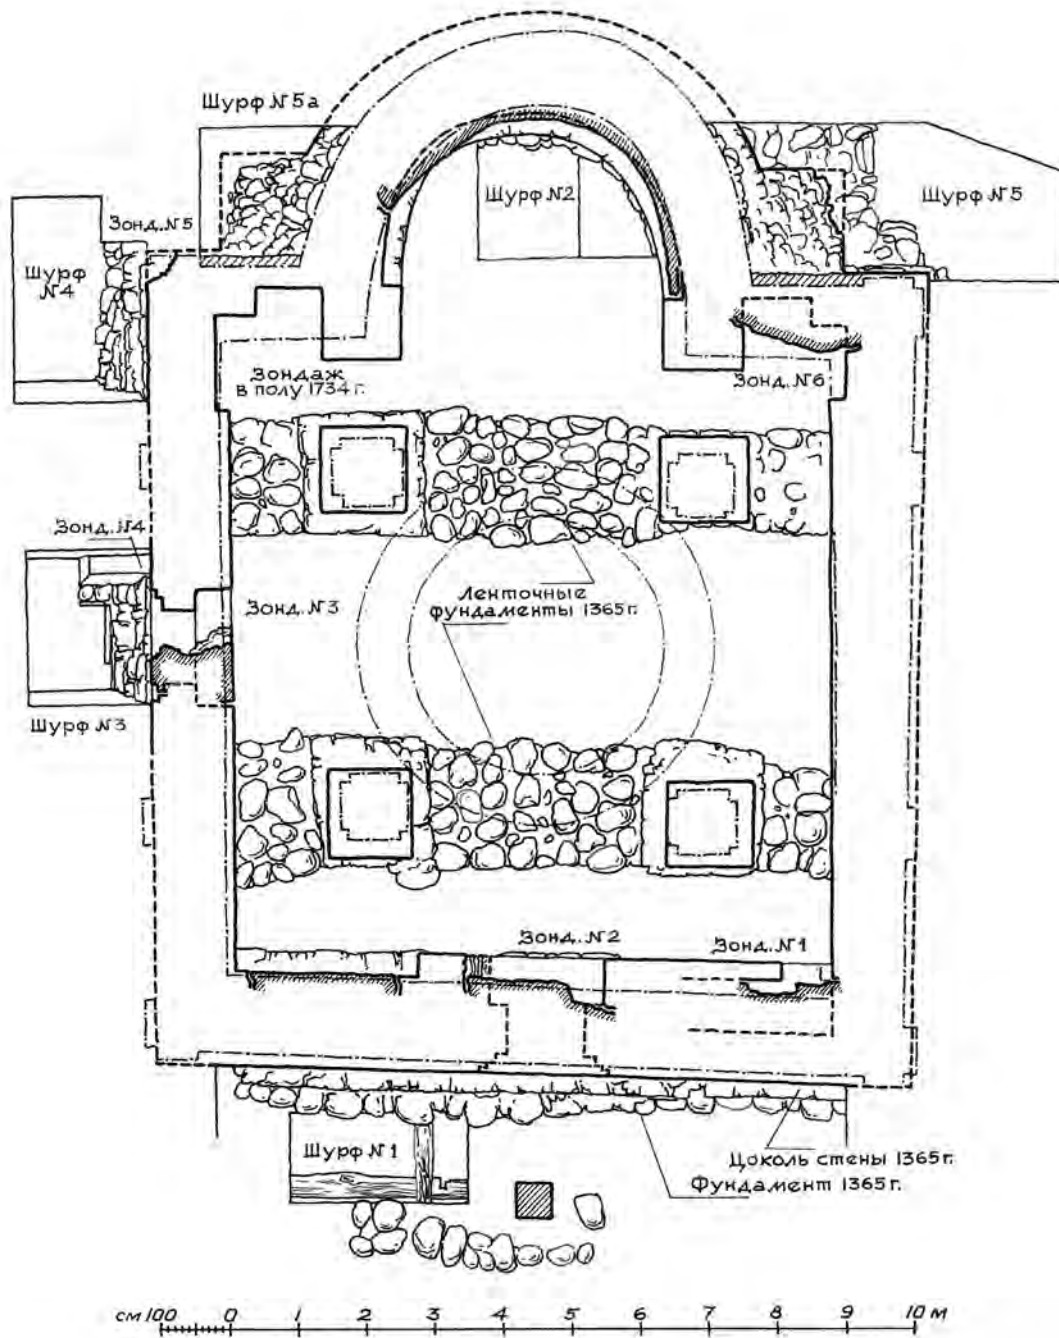 Шурф №5а
Зонд. №5
Шурф №2
Шурф №5
Шурф
№4
Зондаж
в полу 1734 г.
Зонд. №6
Зонд. №4
Зонд. №3
Ленточные
фундаменты 1365 г.
Шурф №3
Зонд. №2
Зонд. №1
Шурф №1
Цоколь стены 1365 г.
Фундамент 1365 г.
см 100 0 1 2 3 4 5 6 7 8 9 10 м